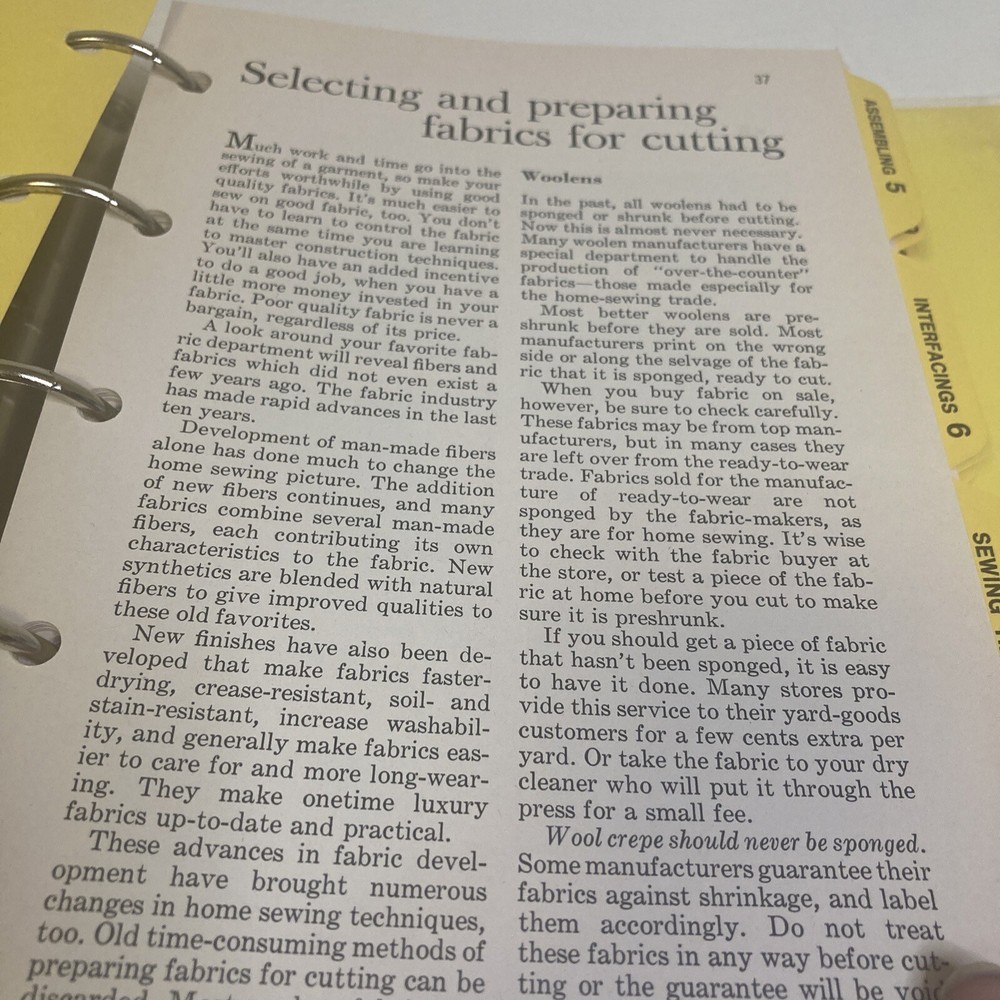 37
Selecting and preparing
fabrics for cutting
Much work and time go into the
sewing of a garment, so make your
efforts worthwhile by using good
quality fabrics. It's much easier to
sew on good fabric, too. You don't
have to learn to control the fabric
at the same time you are learning
to master construction techniques.
You'll also have an added incentive
to do a good job, when you have a
little more money invested in your
fabric. Poor quality fabric is never a
bargain, regardless of its price.
A look around your favorite fab-
ric department will reveal fibers and
fabrics which did not even exist a
few years ago. The fabric industry
has made rapid advances in the last
ten years.
Development of man-made fibers
alone has done much to change the
home sewing picture. The addition
of new fibers continues, and many
fabrics combine several man-made
fibers, each contributing its own
characteristics to the fabric. New
synthetics are blended with natural
fibers to give improved qualities to
these old favorites.
New finishes have also been de-
veloped that make fabrics faster-
drying, crease-resistant, soil- and
stain-resistant, increase washabil-
ity, and generally make fabrics eas-
ier to care for and more long-wear-
ing. They make onetime luxury
fabrics up-to-date and practical.
These advances in fabric devel-
opment have brought numerous
changes in home sewing techniques,
too. Old time-consuming methods of
preparing fabrics for cutting can be
Woolens
In the past, all woolens had to be
sponged or shrunk before cutting.
Now this is almost never necessary.
Many woolen manufacturers have a
special department to handle the
production of "over-the-counter"
fabrics—those made especially for
the home-sewing trade.
Most better woolens are pre-
shrunk before they are sold. Most
manufacturers print on the wrong
side or along the selvage of the fab-
ric that it is sponged, ready to cut.
When you buy fabric on sale,
however, be sure to check carefully.
These fabrics may be from top man-
ufacturers, but in many cases they
are left over from the ready-to-wear
trade. Fabrics sold for the manufac-
ture of ready-to-wear are not
sponged by the fabric-makers, as
they are for home sewing. It's wise
to check with the fabric buyer at
the store, or test a piece of the fab-
ric at home before you cut to make
sure it is preshrunk.
If you should get a piece of fabric
that hasn't been sponged, it is easy
to have it done. Many stores pro-
vide this service to their yard-goods
customers for a few cents extra per
yard. Or take the fabric to your dry
cleaner who will put it through the
press for a small fee.
Wool crepe should never be sponged.
Some manufacturers guarantee their
fabrics against shrinkage, and label
them accordingly. Do not treat
these fabrics in any way before cut-
ting or the guarantee will be void
ASSEMBLING 5
INTERFACINGS 6
SEWING